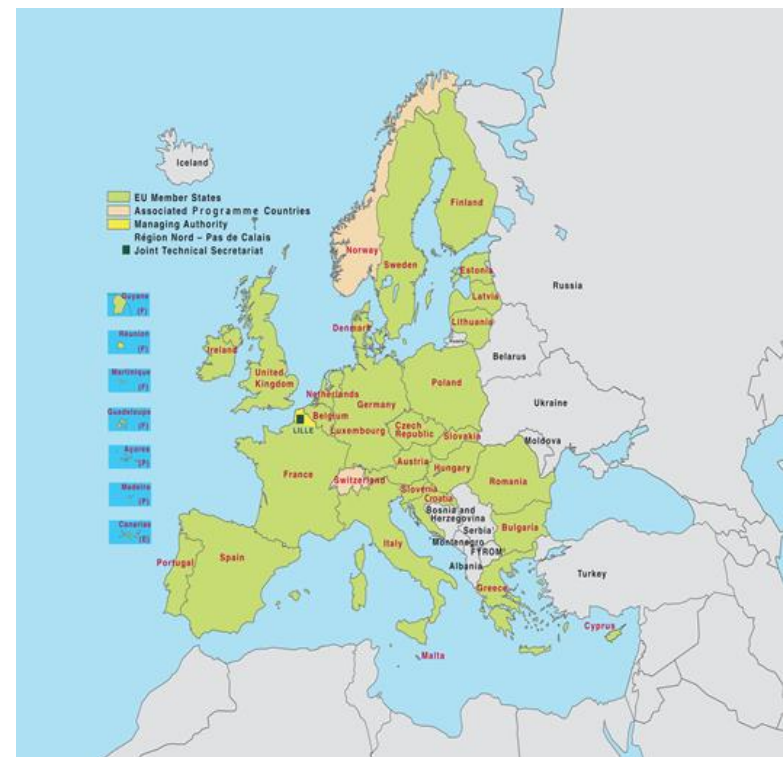 Iceland
EU Member States
Associated Programme Countries
Managing Authority
Région Nord – Pas de Calais
Joint Technical Secretariat
Norway
Sweden
Finland
Estonia
Latvia
Lithuania
Russia
Russia
Belarus
Denmark
Guyane
(F)
Réunion
(F)
Martinique
(F)
Guadeloupe
(F)
Açores
(P)
Madeira
(P)
Canarias
(E)
Ireland
United
Kingdom
Netherlands
Belgium
LILLE
Luxembourg
Germany
Poland
Ukraine
Czech
Republic
Slovakia
Moldova
France
Switzerland
Austria
Hungary
Slovenia
Croatia
Romania
Bosnia and
Herzegovina
Serbia
Montenegro
FYROM
Bulgaria
Albania
Portugal
Spain
Italy
Greece
Turkey
Cyprus
Malta